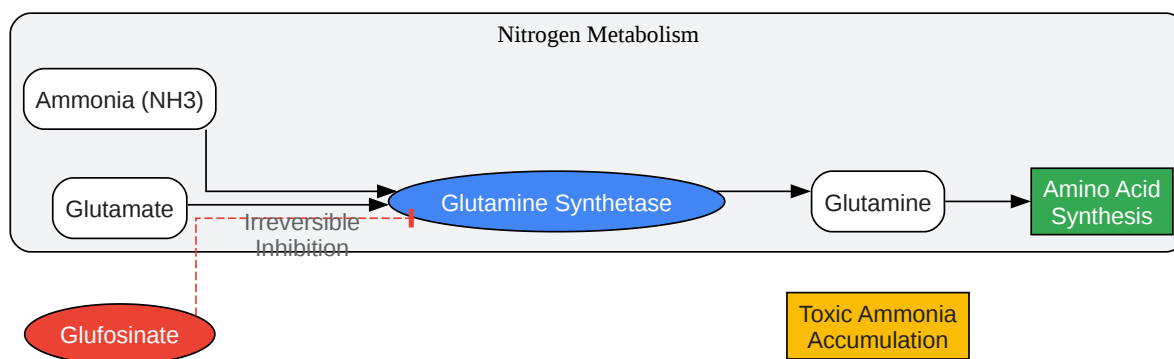 Nitrogen Metabolism
Ammonia (NH3)
Glutamate
Glutamine Synthetase
Glutamine
Amino Acid
Synthesis
Irreversible
Inhibition
Glufosinate
Toxic Ammonia
Accumulation